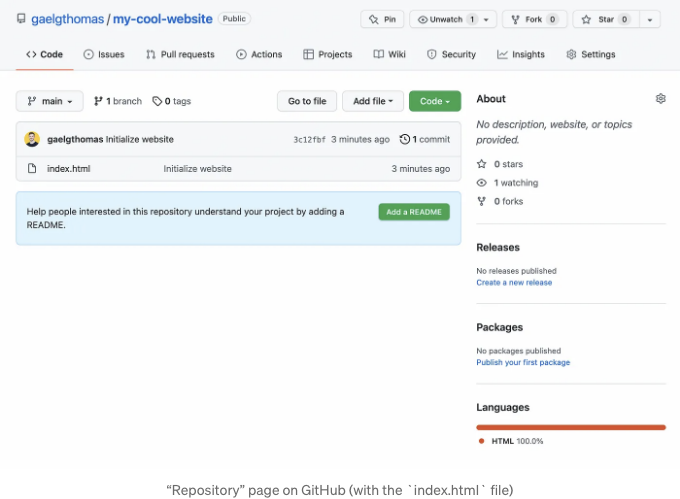 gaelgthomas / my-cool-website Public
Pin Unwatch 1 Fork 0 Star 0
Code Issues Pull requests Actions Projects Wiki Security Insights Settings
main 1 branch 0 tags Go to file Add file Code
gaelgthomas Initialize website 3c12fbf 3 minutes ago 1 commit
index.html Initialize website 3 minutes ago
Help people interested in this repository understand your project by adding a
README.
Add a README
About
No description, website, or topics
provided.
0 stars
1 watching
0 forks
Releases
No releases published
Create a new release
Packages
No packages published
Publish your first package
Languages
HTML 100.0%
“Repository” page on GitHub (with the `index.html` file)